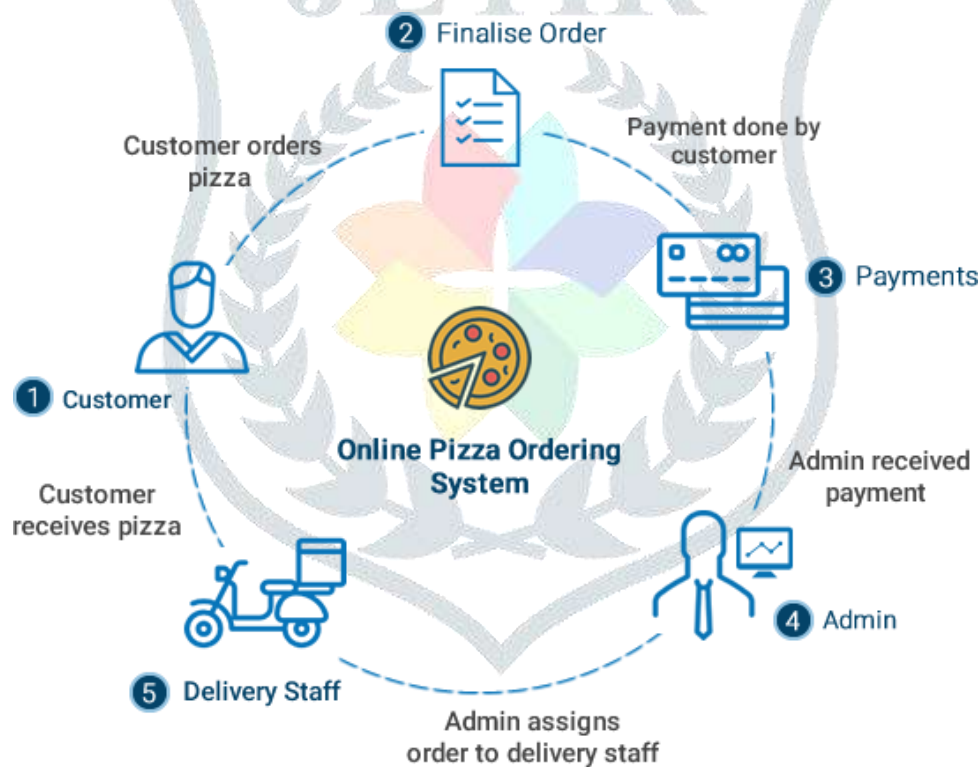 2 Finalise Order
Customer orders
pizza
Payment done by
customer
3 Payments
1 Customer
Online Pizza Ordering
System
Admin received
payment
Customer
receives pizza
4 Admin
5 Delivery Staff
Admin assigns
order to delivery staff